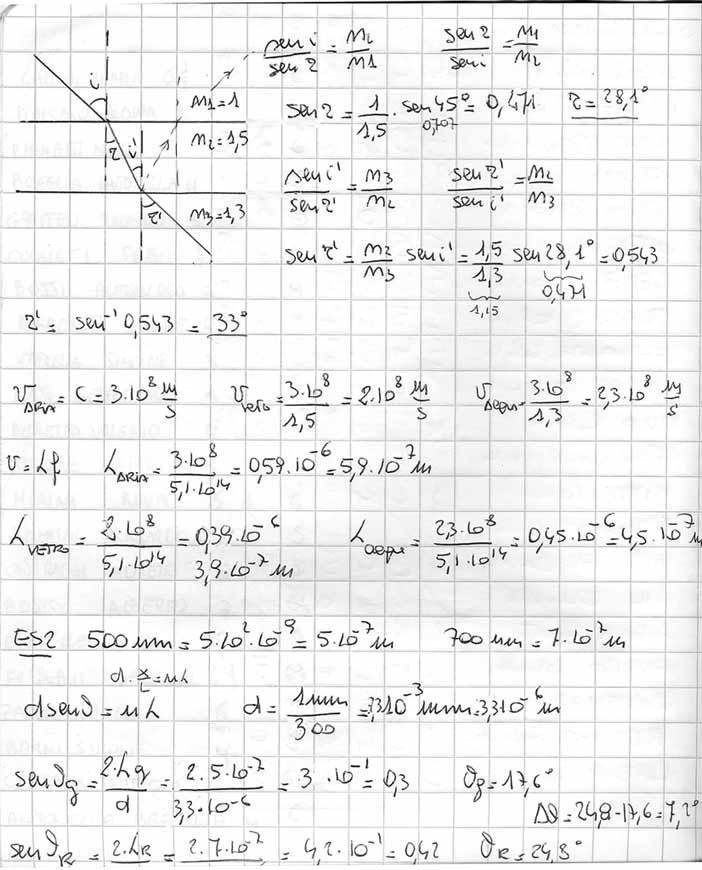 sen i / sen r = n2 / n1    sen r / sen i = n1 / n2
i
n1=1
sen r = 1 / 1,5 · sen 45° = 0,471    r = 28,1°
0,707
r i' n2=1,5
sen i' / sen r' = n3 / n2    sen r' / sen i' = n2 / n3
r' n3=1,3
sen r' = n2 / n3 sen i' = 1,5 / 1,3 sen 28,1° = 0,543
1,15 0,471
r' = sen⁻¹ 0,543 = 33°
v ARIA = C = 3·10⁸ m/s    v vetro = 3·10⁸ / 1,5 = 2·10⁸ m/s    v acqua = 3·10⁸ / 1,3 = 2,3·10⁸ m/s
v = λf    λ ARIA = 3·10⁸ / 5,1·10¹⁴ = 0,59·10⁻⁶ = 5,9·10⁻⁷ m
λ VETRO = 2·10⁸ / 5,1·10¹⁴ = 0,39·10⁻⁶    λ acqua = 2,3·10⁸ / 5,1·10¹⁴ = 0,45·10⁻⁶ = 4,5·10⁻⁷ m
3,9·10⁻⁷ m
ES2 500 nm = 5·10²·10⁻⁹ = 5·10⁻⁷ m    700 nm = 7·10⁻⁷ m
d · x / L = nλ
d sen ϑ = nλ    d = 1mm / 300 = 3,3 10⁻³ mm = 3,3 10⁻⁶ m
sen ϑg = 2·λg / d = 2·5·10⁻⁷ / 3,3·10⁻⁶ = 3·10⁻¹ = 0,3    ϑg = 17,6°
Δϑ = 24,8-17,6 = 7,2°
sen ϑR = 2·λR = 2·7·10⁻⁷ = 4,2·10⁻¹ = 0,42    ϑR = 24,8°